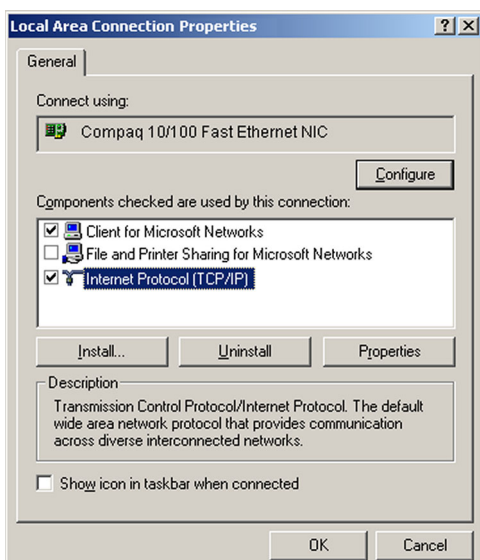 Local Area Connection Properties
General
Connect using:
Compaq 10/100 Fast Ethernet NIC
Configure
Components checked are used by this connection:
Client for Microsoft Networks
File and Printer Sharing for Microsoft Networks
Internet Protocol (TCP/IP)
Install... Uninstall Properties
Description
Transmission Control Protocol/Internet Protocol. The default
wide area network protocol that provides communication
across diverse interconnected networks.
Show icon in taskbar when connected
OK Cancel